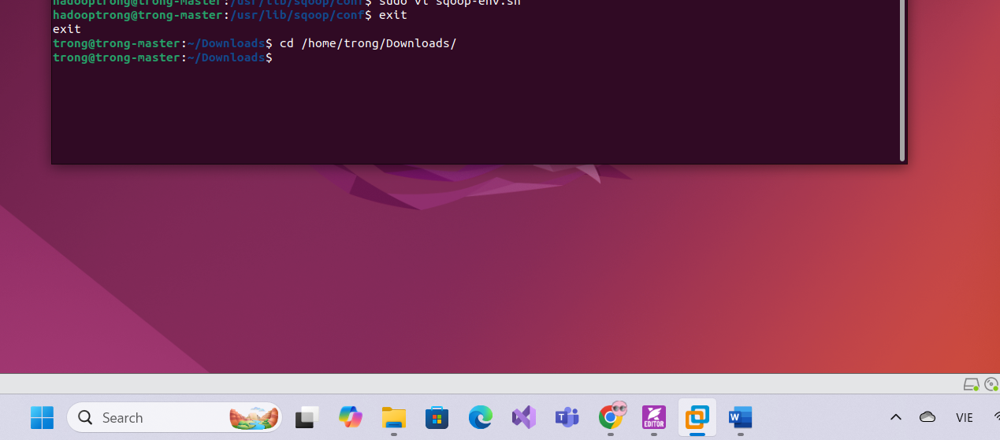 hadooptrong@trong-master:/usr/lib/sqoop/conf$ sudo vi sqoop-env.sh
hadooptrong@trong-master:/usr/lib/sqoop/conf$ exit
exit
trong@trong-master:~/Downloads$ cd /home/trong/Downloads/
trong@trong-master:~/Downloads$
Search
EDITOR
VIE